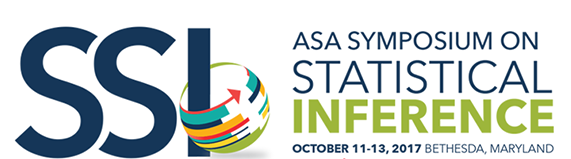 SSI
ASA SYMPOSIUM ON
STATISTICAL
INFERENCE
OCTOBER 11-13, 2017 BETHESDA, MARYLAND